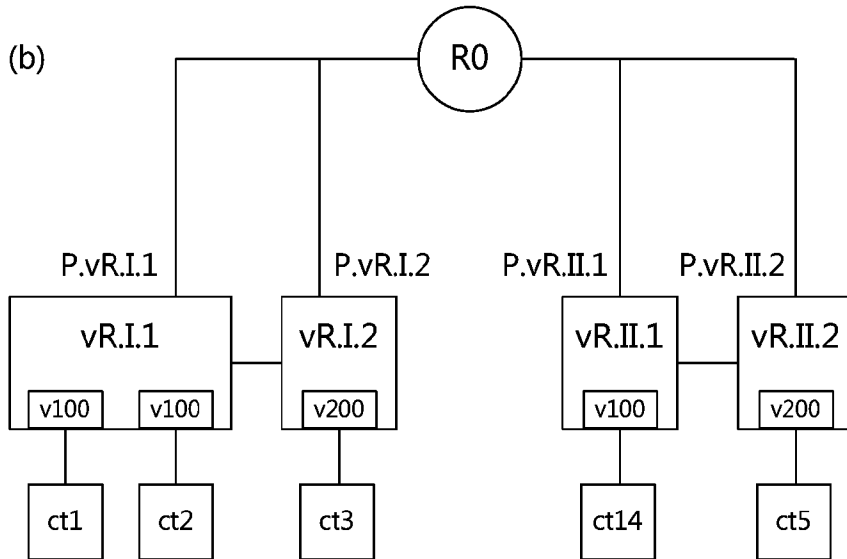 (b)
R0
P.vR.I.1
P.vR.I.2
P.vR.II.1
P.vR.II.2
vR.I.1
vR.I.2
vR.II.1
vR.II.2
v100
v100
v200
v100
v200
ct1
ct2
ct3
ct14
ct5